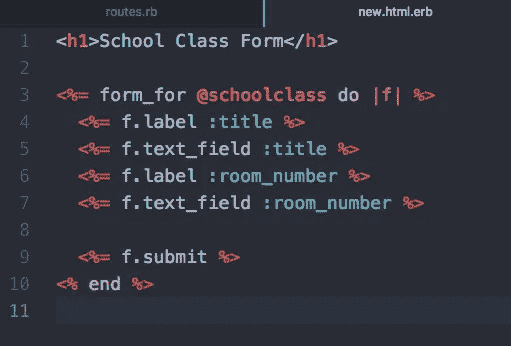 routes.rb new.html.erb
1 <h1>School Class Form</h1>
2
3 <%= form_for @schoolclass do |f| %>
4 <%= f.label :title %>
5 <%= f.text_field :title %>
6 <%= f.label :room_number %>
7 <%= f.text_field :room_number %>
8
9 <%= f.submit %>
10 <% end %>
11